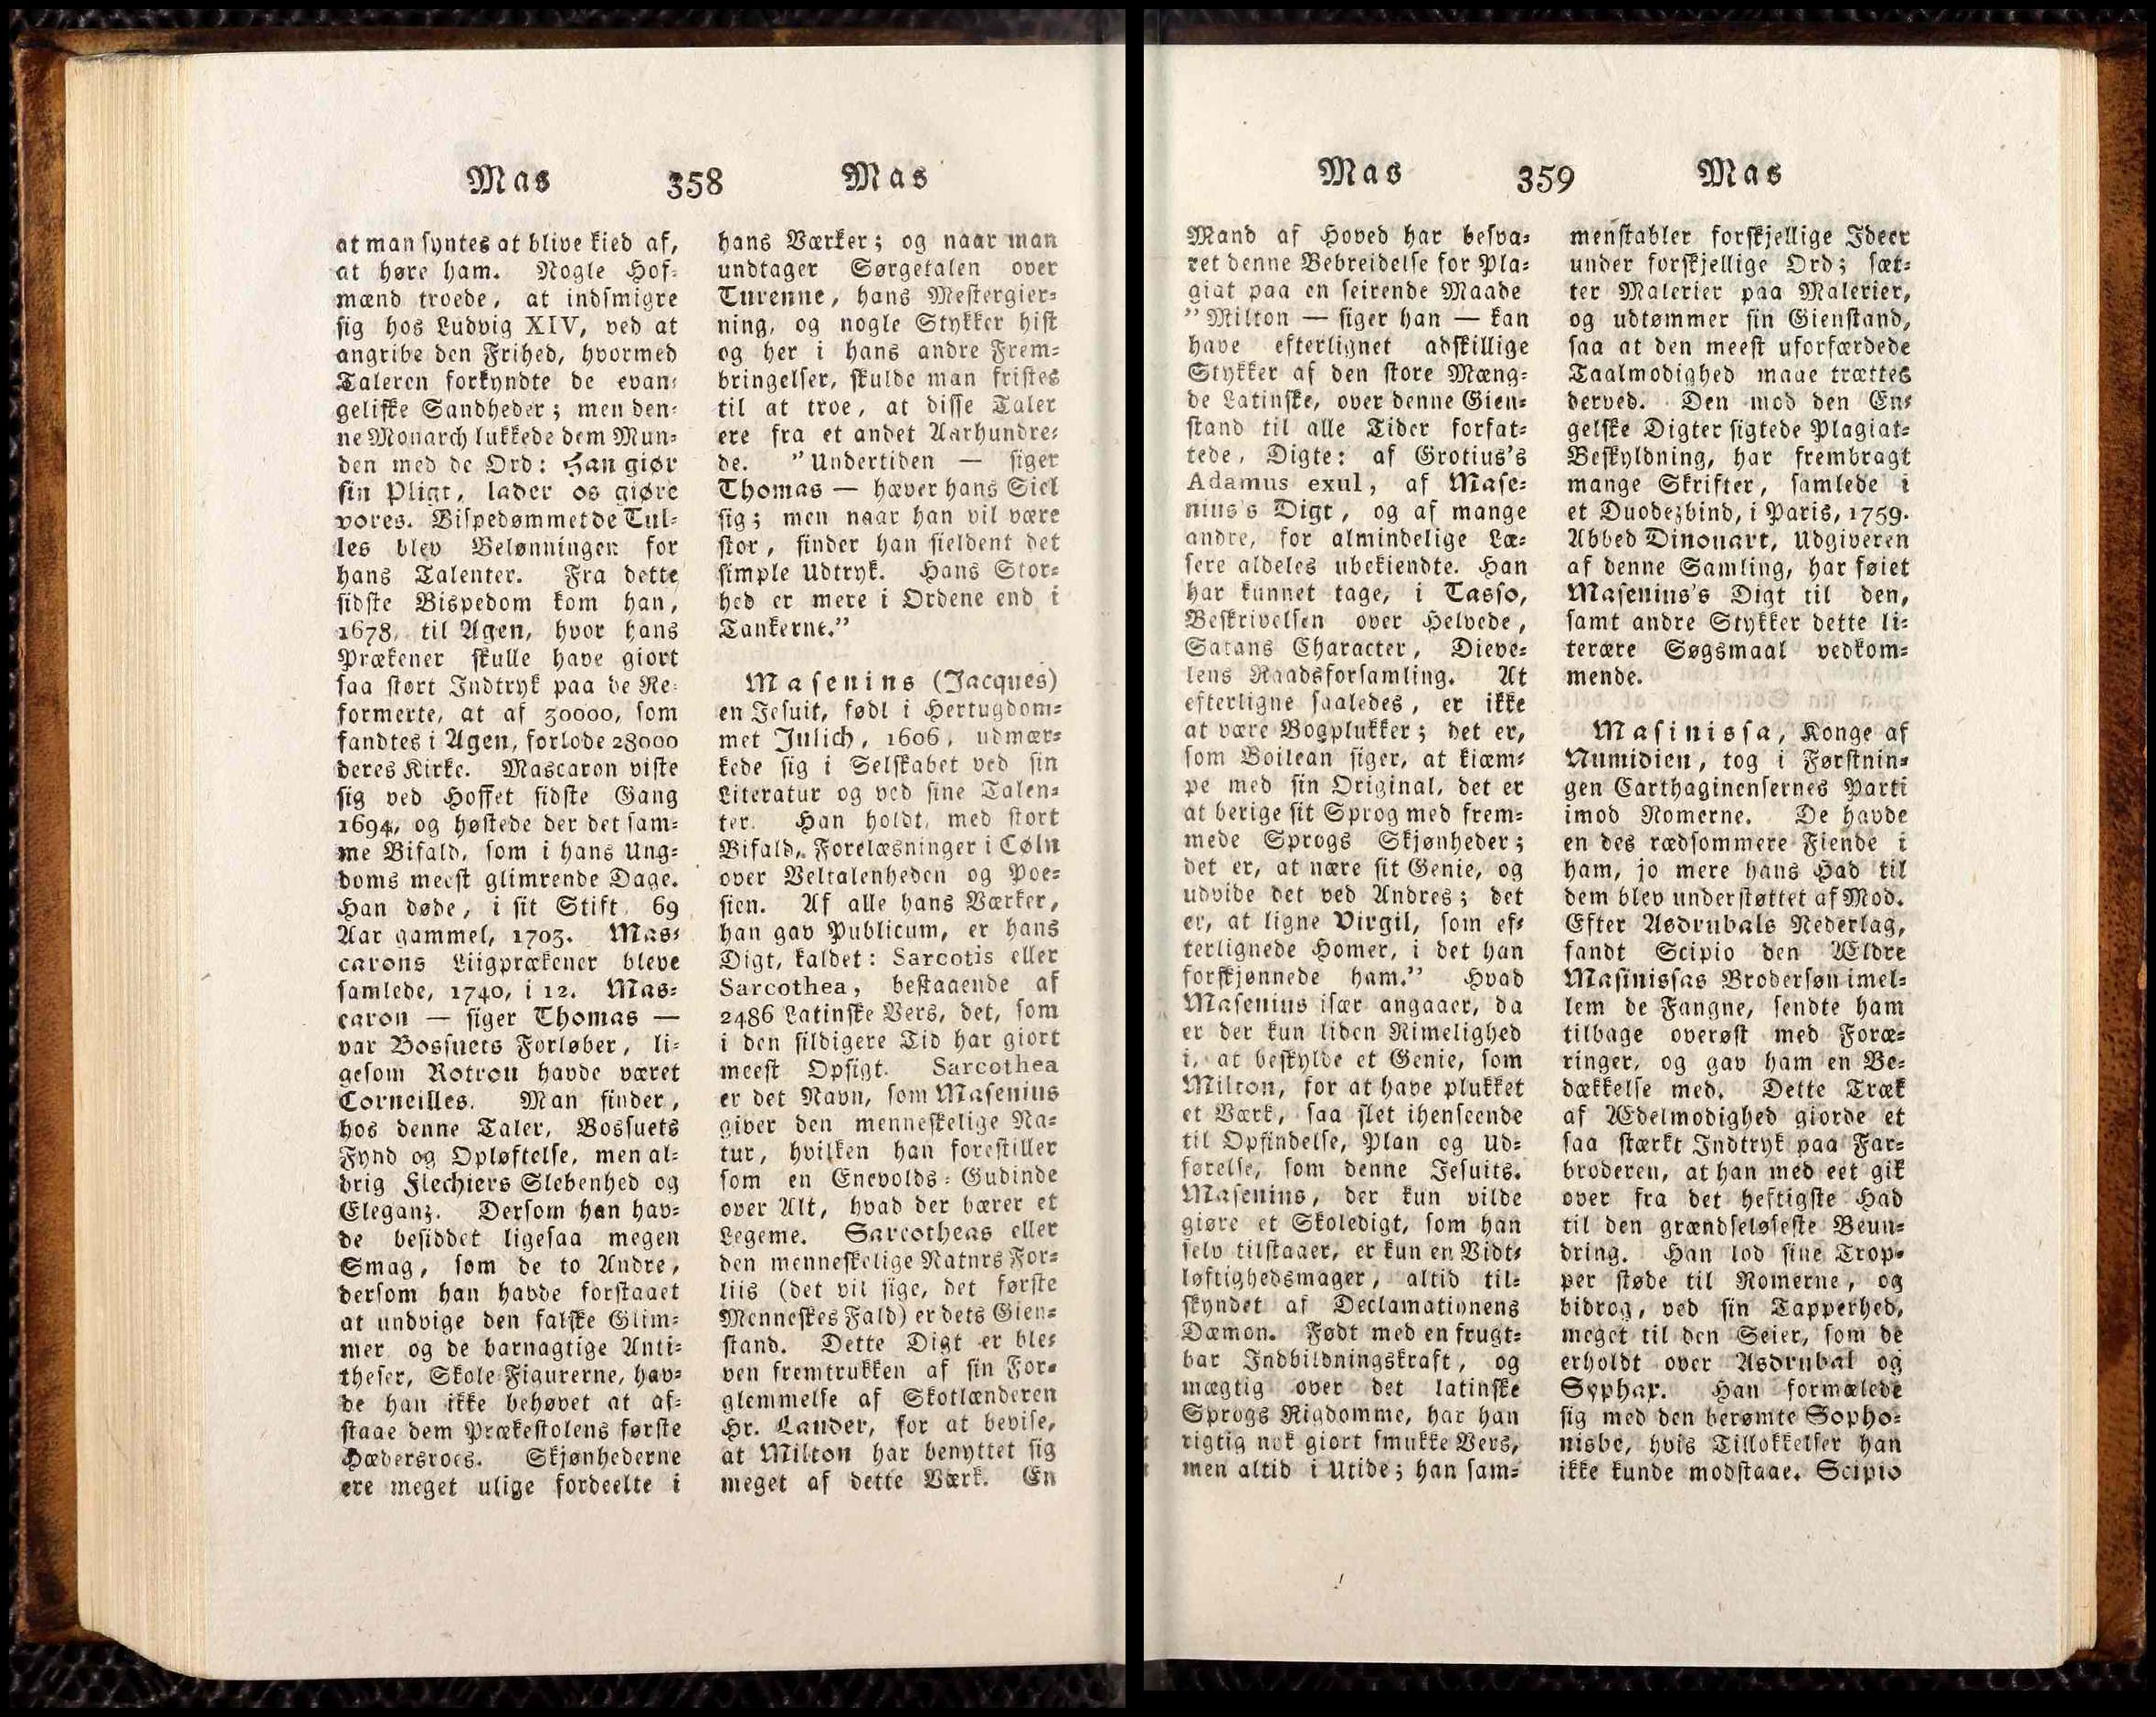 Mas 358 Mas
at man syntes at blive kied af,
at høre ham. Nogle Hof-
mænd troede, at indsmigre
sig hos Ludvig XIV, ved at
angribe den Frihed, hvormed
Taleren forkyndte de evan-
geliske Sandheder; men den-
ne Monarch lukkede dem Mun-
den med de Ord: Han giør
sin Pligt, lader os giøre
vores. Bispedømmet de Tul-
les blev Belønningen for
hans Talenter. Fra dette
sidste Bispedom kom han,
1678, til Agen, hvor hans
Prækener skulle have giort
saa stort Indtryk paa de Re-
formerte, at af 30000, som
fandtes i Agen, forlode 28000
deres Kirke. Mascaron viste
sig ved Hoffet sidste Gang
1694, og høstede der det sam-
me Bifald, som i hans Ung-
doms meest glimrende Dage.
Han døde, i sit Stift, 69
Aar gammel, 1703. Mas-
carons Liigprækener bleve
samlede, 1740, i 12. Mas-
caron — siger Thomas —
var Bossuets Forløber, li-
gesom Rotrou havde været
Corneilles. Man finder,
hos denne Taler, Bossuets
Fynd og Opløftelse, men al-
drig Flechiers Slebenhed og
Eleganz. Dersom han hav-
de besiddet ligesaa megen
Smag, som de to Andre,
dersom han havde forstaaet
at undvige den falske Glim-
mer og de barnagtige Anti-
theser, Skole-Figurerne, hav-
de han ikke behøvet at af-
staae dem Prækestolens første
Hædersroes. Skjønhederne
ere meget ulige fordeelte i
hans Værker; og naar man
undtager Sørgetalen over
Turenne, hans Mestergier-
ning, og nogle Stykker hist
og her i hans andre Frem-
bringelser, skulde man fristes
til at troe, at disse Taler
ere fra et andet Aarhundre-
de. ”Undertiden — siger
Thomas — hæver hans Siel
sig; men naar han vil være
stor, finder han sieldent det
simple Udtryk. Hans Stor-
hed er mere i Ordene end i
Tankerne.”
Masenius (Jacques)
en Jesuit, født i Hertugdom-
met Julich, 1606, udmær-
kede sig i Selskabet ved sin
Literatur og ved sine Talen-
ter. Han holdt, med stort
Bifald, Forelæsninger i Cøln
over Veltalenheden og Poe-
sien. Af alle hans Værker,
han gav Publicum, er hans
Digt, kaldet: Sarcotis eller
Sarcothea, bestaaende af
2486 Latinske Vers, det, som
i den sildigere Tid har giort
meest Opsigt. Sarcothea
er det Navn, som Masenius
giver den menneskelige Na-
tur, hvilken han forestiller
som en Enevolds-Gudinde
over Alt, hvad der bærer et
Legeme. Sarcotheas eller
den menneskelige Naturs For-
liis (det vil sige, det første
Menneskes Fald) er dets Gien-
stand. Dette Digt er ble-
ven fremtrukken af sin For-
glemmelse af Skotlænderen
Hr. Lauder, for at bevise,
at Milton har benyttet sig
meget af dette Værk. En
Mas 359 Mas
Mand af Hoved har besva-
ret denne Bebreidelse for Pla-
giat paa en seirende Maade
”Milton — siger han — kan
have efterlignet adskillige
Stykker af den store Mæng-
de Latinske, over denne Gien-
stand til alle Tider forfat-
tede, Digte: af Grotius's
Adamus exul, af Mase-
nius's Digt, og af mange
andre, for almindelige Læ-
sere aldeles ubekiendte. Han
har kunnet tage, i Tasso,
Beskrivelsen over Helvede,
Satans Character, Dieve-
lens Raadsforsamling. At
efterligne saaledes, er ikke
at være Bogplukker; det er,
som Boilean siger, at kiæm-
pe med sin Original, det er
at berige sit Sprog med frem-
mede Sprogs Skjønheder;
det er, at nære sit Genie, og
udvide det ved Andres; det
er, at ligne Virgil, som ef-
terlignede Homer, i det han
forskjønnede ham.” Hvad
Masenius især angaaer, da
er der kun liden Rimelighed
i, at beskylde et Genie, som
Milton, for at have plukket
et Værk, saa slet ihenseende
til Opfindelse, Plan og Ud-
førelse, som denne Jesuits.
Masenius, der kun vilde
giøre et Skoledigt, som han
selv tilstaaer, er kun en Vidt-
løftighedsmager, altid til-
skyndet af Declamationens
Dæmon. Født med en frugt-
bar Indbildningskraft, og
mægtig over det latinske
Sprogs Rigdomme, har han
rigtig nok giort smukke Vers,
men altid i Utide; han sam-
menstabler forskjellige Ideer
under forskjellige Ord; sæt-
ter Malerier paa Malerier,
og udtømmer sin Gienstand,
saa at den meest uforfærdede
Taalmodighed maae trættes
derved. Den mod den En-
gelske Digter sigtede Plagiat-
Beskyldning, har frembragt
mange Skrifter, samlede i
et Duodezbind, i Paris, 1759.
Abbed Dinouart, Udgiveren
af denne Samling, har føiet
Masenius's Digt til den,
samt andre Stykker dette li-
terære Søgsmaal vedkom-
mende.
Masinissa, Konge af
Numidien, tog i Førstnin-
gen Carthaginensernes Parti
imod Romerne. De havde
en des rædsommere Fiende i
ham, jo mere hans Had til
dem blev understøttet af Mod.
Efter Asdrubals Nederlag,
fandt Scipio den Ældre
Masinissas Brodersøn imel-
lem de Fangne, sendte ham
tilbage overøst med Foræ-
ringer, og gav ham en Be-
dækkelse med. Dette Træk
af Ædelmodighed giorde et
saa stærkt Indtryk paa Far-
broderen, at han med eet gik
over fra det heftigste Had
til den grændseløseste Beun-
dring. Han lod sine Trop-
per støde til Romerne, og
bidrog, ved sin Tapperhed,
meget til den Seier, som de
erholdt over Asdrubal og
Syphax. Han formælede
sig med den berømte Sopho-
nisbe, hvis Tillokkelser han
ikke kunde modstaae. Scipio